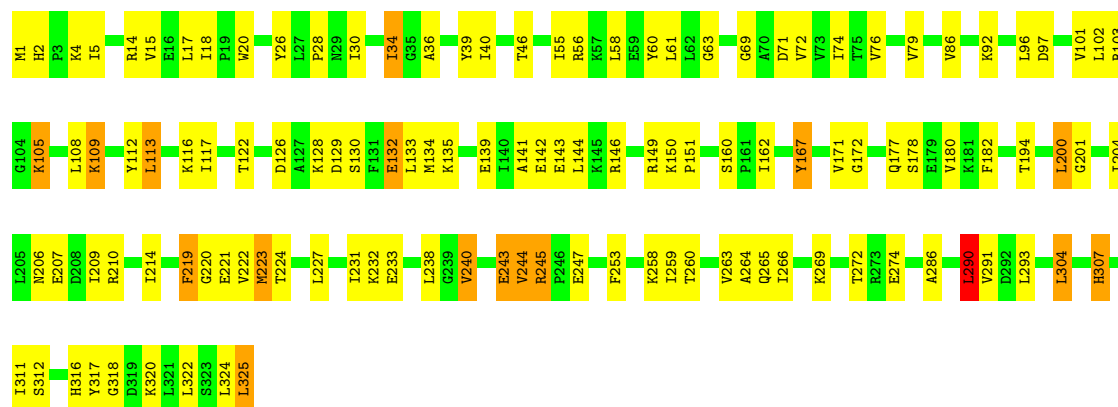 M1 H2 P3 K4 I5 R14 V15 E16 L17 I18 P19 W20 Y26 L27 P28 N29 I30 I34 G35 A36 Y39 I40 T46 I55 R56 K57 L58 E59 Y60 L61 L62 G63 G69 A70 D71 V72 V73 I74 T75 V76 V79 V86 K92 L96 D97 V101 L102
G104 K105 L108 K109 Y112 L113 K116 I117 T122 D126 A127 K128 D129 S130 F131 E132 L133 M134 K135 E139 I140 A141 E142 E143 L144 K145 R146 R149 K150 P151 S160 P161 I162 Y167 V171 G172 Q177 S178 E179 V180 K181 F182 T194 L200 G201
L205 N206 E207 D208 I209 R210 I214 F219 G220 E221 V222 M223 T224 L227 I231 K232 E233 L238 G239 V240 E243 V244 R245 P246 E247 F253 K258 I259 T260 V263 A264 Q265 I266 K269 T272 R273 E274 A286 L290 V291 D292 L293 L304 H307
I311 S312 H316 Y317 G318 D319 K320 L321 L322 S323 L324 L325